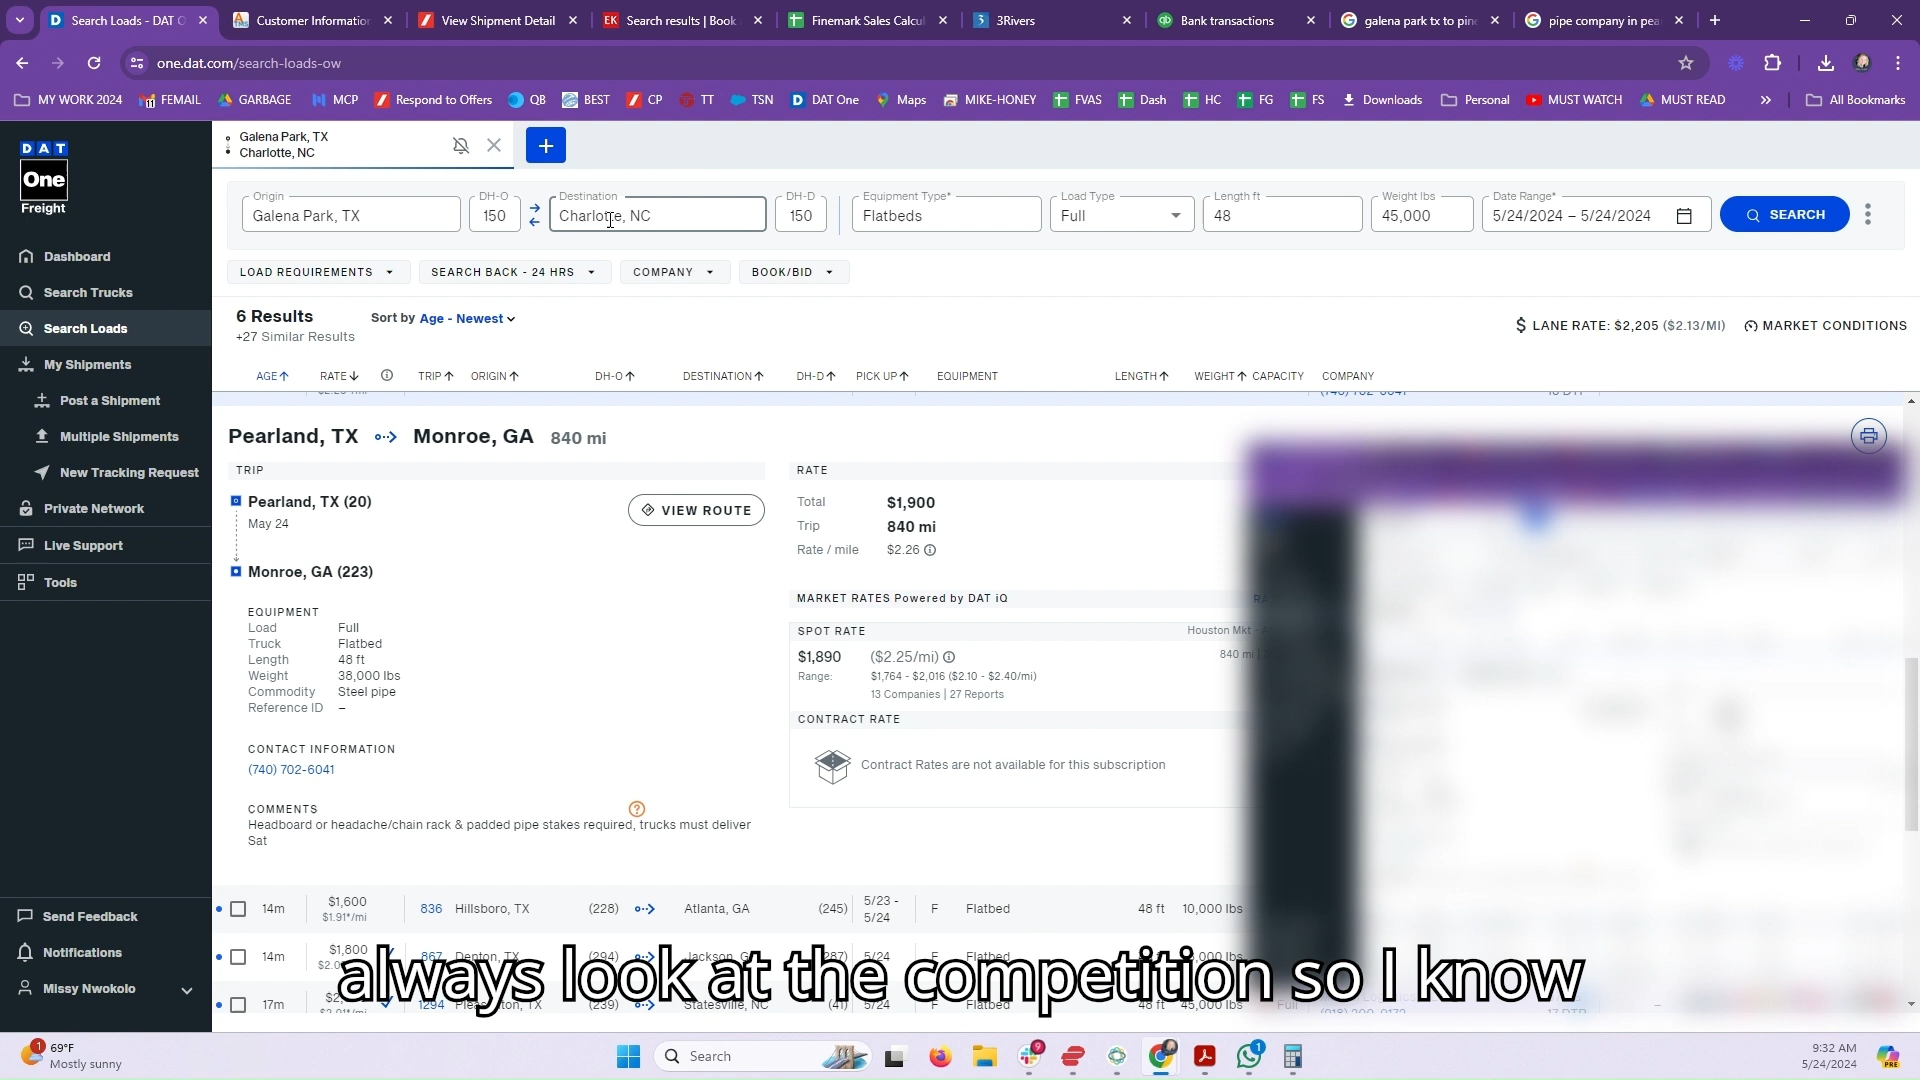 Search Loads - DAT O
Customer Information
View Shipment Detail
Search results | Book
Finemark Sales Calcul
3Rivers
Bank transactions
galena park tx to pin
pipe company in pea
one.dat.com/search-loads-ow
MY WORK 2024
FEMAIL
GARBAGE
MCP
Respond to Offers
QB
BEST
CP
TT
TSN
DAT One
Maps
MIKE-HONEY
FVAS
Dash
HC
FG
FS
Downloads
Personal
MUST WATCH
MUST READ
All Bookmarks
DAT
One
Freight
Galena Park, TX
Charlotte, NC
Origin
Galena Park, TX
DH-O
150
Destination
Charlotte, NC
DH-D
150
Equipment Type*
Flatbeds
Load Type
Full
Length ft
48
Weight lbs
45,000
Date Range*
5/24/2024 – 5/24/2024
SEARCH
Dashboard
Search Trucks
Search Loads
My Shipments
Post a Shipment
Multiple Shipments
New Tracking Request
Private Network
Live Support
Tools
Send Feedback
Notifications
Missy Nwokolo
LOAD REQUIREMENTS
SEARCH BACK - 24 HRS
COMPANY
BOOK/BID
6 Results
+27 Similar Results
Sort by Age - Newest
LANE RATE: $2,205 ($2.13/MI)
MARKET CONDITIONS
AGE RATE TRIP ORIGIN DH-O DESTINATION DH-D PICK UP EQUIPMENT LENGTH WEIGHT CAPACITY COMPANY
Pearland, TX Monroe, GA 840 mi
TRIP
Pearland, TX (20)
May 24
VIEW ROUTE
Monroe, GA (223)
EQUIPMENT
Load Full
Truck Flatbed
Length 48 ft
Weight 38,000 lbs
Commodity Steel pipe
Reference ID –
CONTACT INFORMATION
(740) 702-6041
COMMENTS
Headboard or headache/chain rack & padded pipe stakes required, trucks must deliver
Sat
RATE
Total $1,900
Trip 840 mi
Rate / mile $2.26
MARKET RATES Powered by DAT iQ
SPOT RATE
Houston Mkt -
$1,890 ($2.25/mi)
840 mi
Range: $1,764 - $2,016 ($2.10 - $2.40/mi)
13 Companies | 27 Reports
CONTRACT RATE
Contract Rates are not available for this subscription
14m $1,600 836 Hillsboro, TX (228) Atlanta, GA (245) 5/23 - F Flatbed 48 ft 10,000 lbs
$1.91*/mi 5/24
14m $1,800 867 Denton, TX (294) Jackson, (287) 5/24 F Flatbed
17m 1294 TX (239) Statesville, NC (41) 5/24 F Flatbed 48 ft 45,000 lbs Full
always look at the competition so I know
1
69°F
Mostly sunny
Search
9
1
9:32 AM
5/24/2024